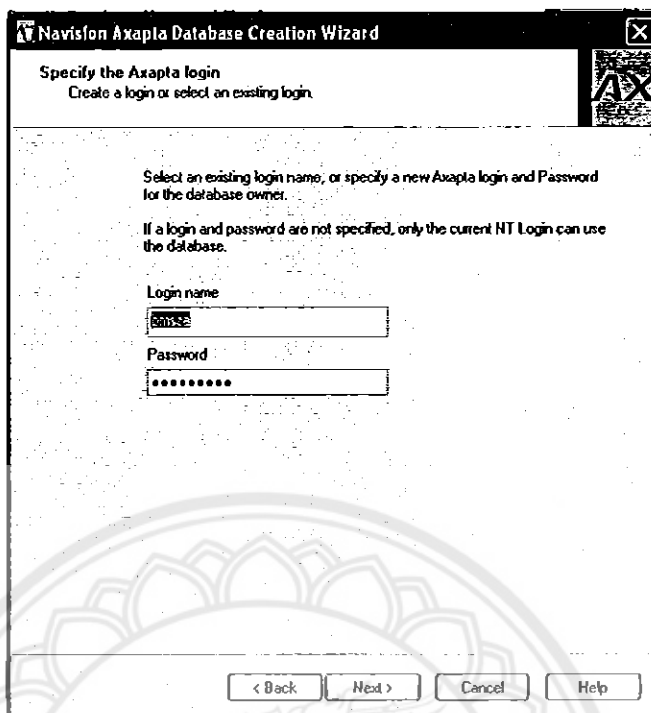 Navision Axapta Database Creation Wizard
Specify the Axapta login
Create a login or select an existing login.
AX
Select an existing login name, or specify a new Axapta login and Password
for the database owner.
If a login and password are not specified, only the current NT Login can use
the database.
Login name
Password
•••••••••
< Back
Next >
Cancel
Help